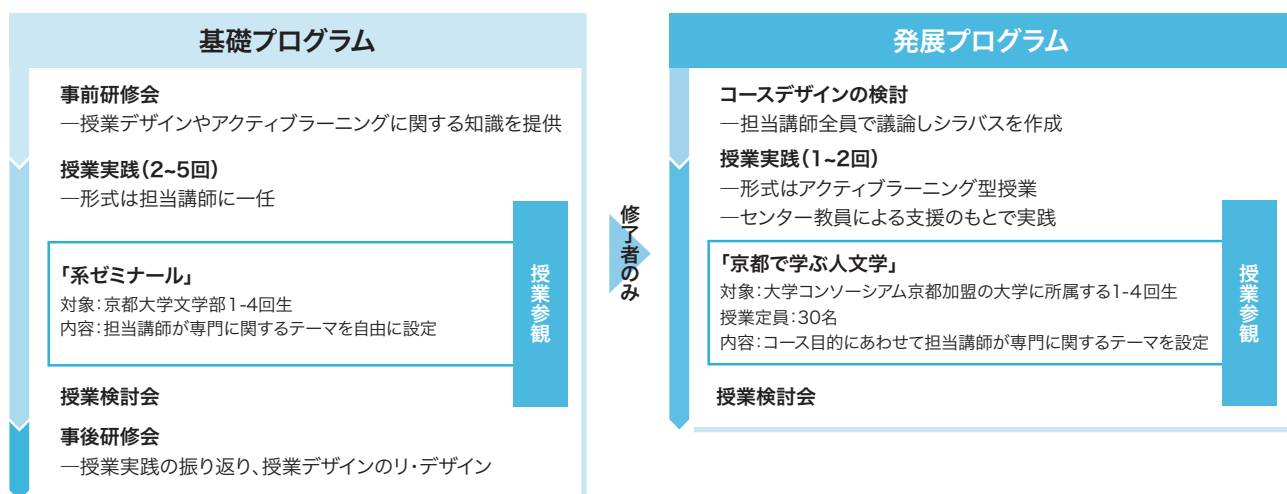 基礎プログラム
事前研修会
―授業デザインやアクティブラーニングに関する知識を提供
授業実践(2~5回)
―形式は担当講師に一任
「系ゼミナール」
対象:京都大学文学部1-4回生
内容:担当講師が専門に関するテーマを自由に設定
授業参観
授業検討会
事後研修会
―授業実践の振り返り、授業デザインのリ・デザイン
修了者のみ
発展プログラム
コースデザインの検討
―担当講師全員で議論しシラバスを作成
授業実践(1~2回)
―形式はアクティブラーニング型授業
―センター教員による支援のもとで実践
「京都で学ぶ人文学」
対象:大学コンソーシアム京都加盟の大学に所属する1-4回生
授業定員:30名
内容:コース目的にあわせて担当講師が専門に関するテーマを設定
授業参観
授業検討会